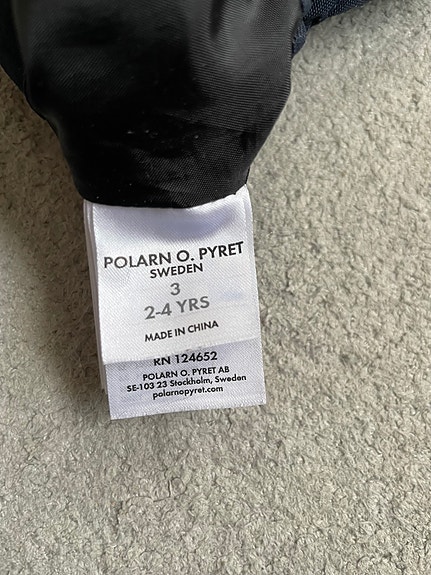 POLARN O. PYRET
SWEDEN
3
2-4 YRS
MADE IN CHINA
RN 124652
POLARN O. PYRET AB
SE-103 23 Stockholm, Sweden
polarnopyret.com